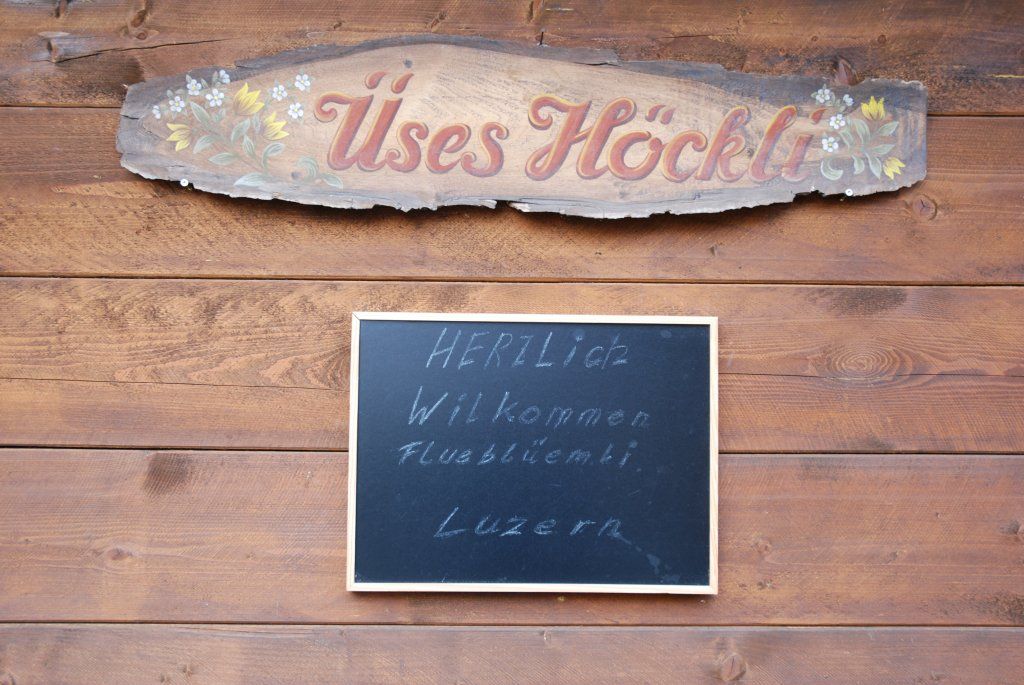 Üses Höckli
HERZLich
Wilkommen
Flueblüemli.
Luzern